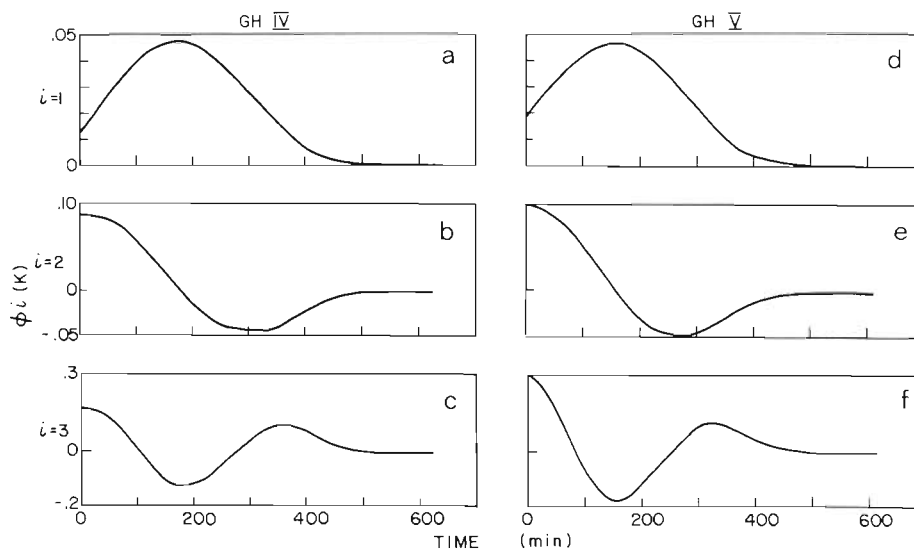 GH IV
GH V
.05
a
d
i=1
0
.10
b
e
i=2
0
ϕi (K)
-.05
.3
c
f
i=3
0
-.2
0 200 400 600
0 200 400 600
TIME (min)